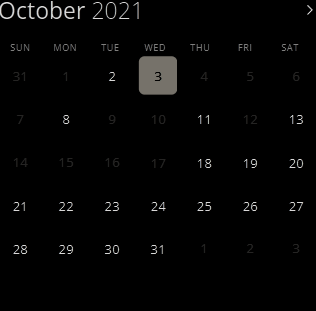 October 2021
SUN MON TUE WED THU FRI SAT
31 1 2 3 4 5 6
7 8 9 10 11 12 13
14 15 16 17 18 19 20
21 22 23 24 25 26 27
28 29 30 31 1 2 3